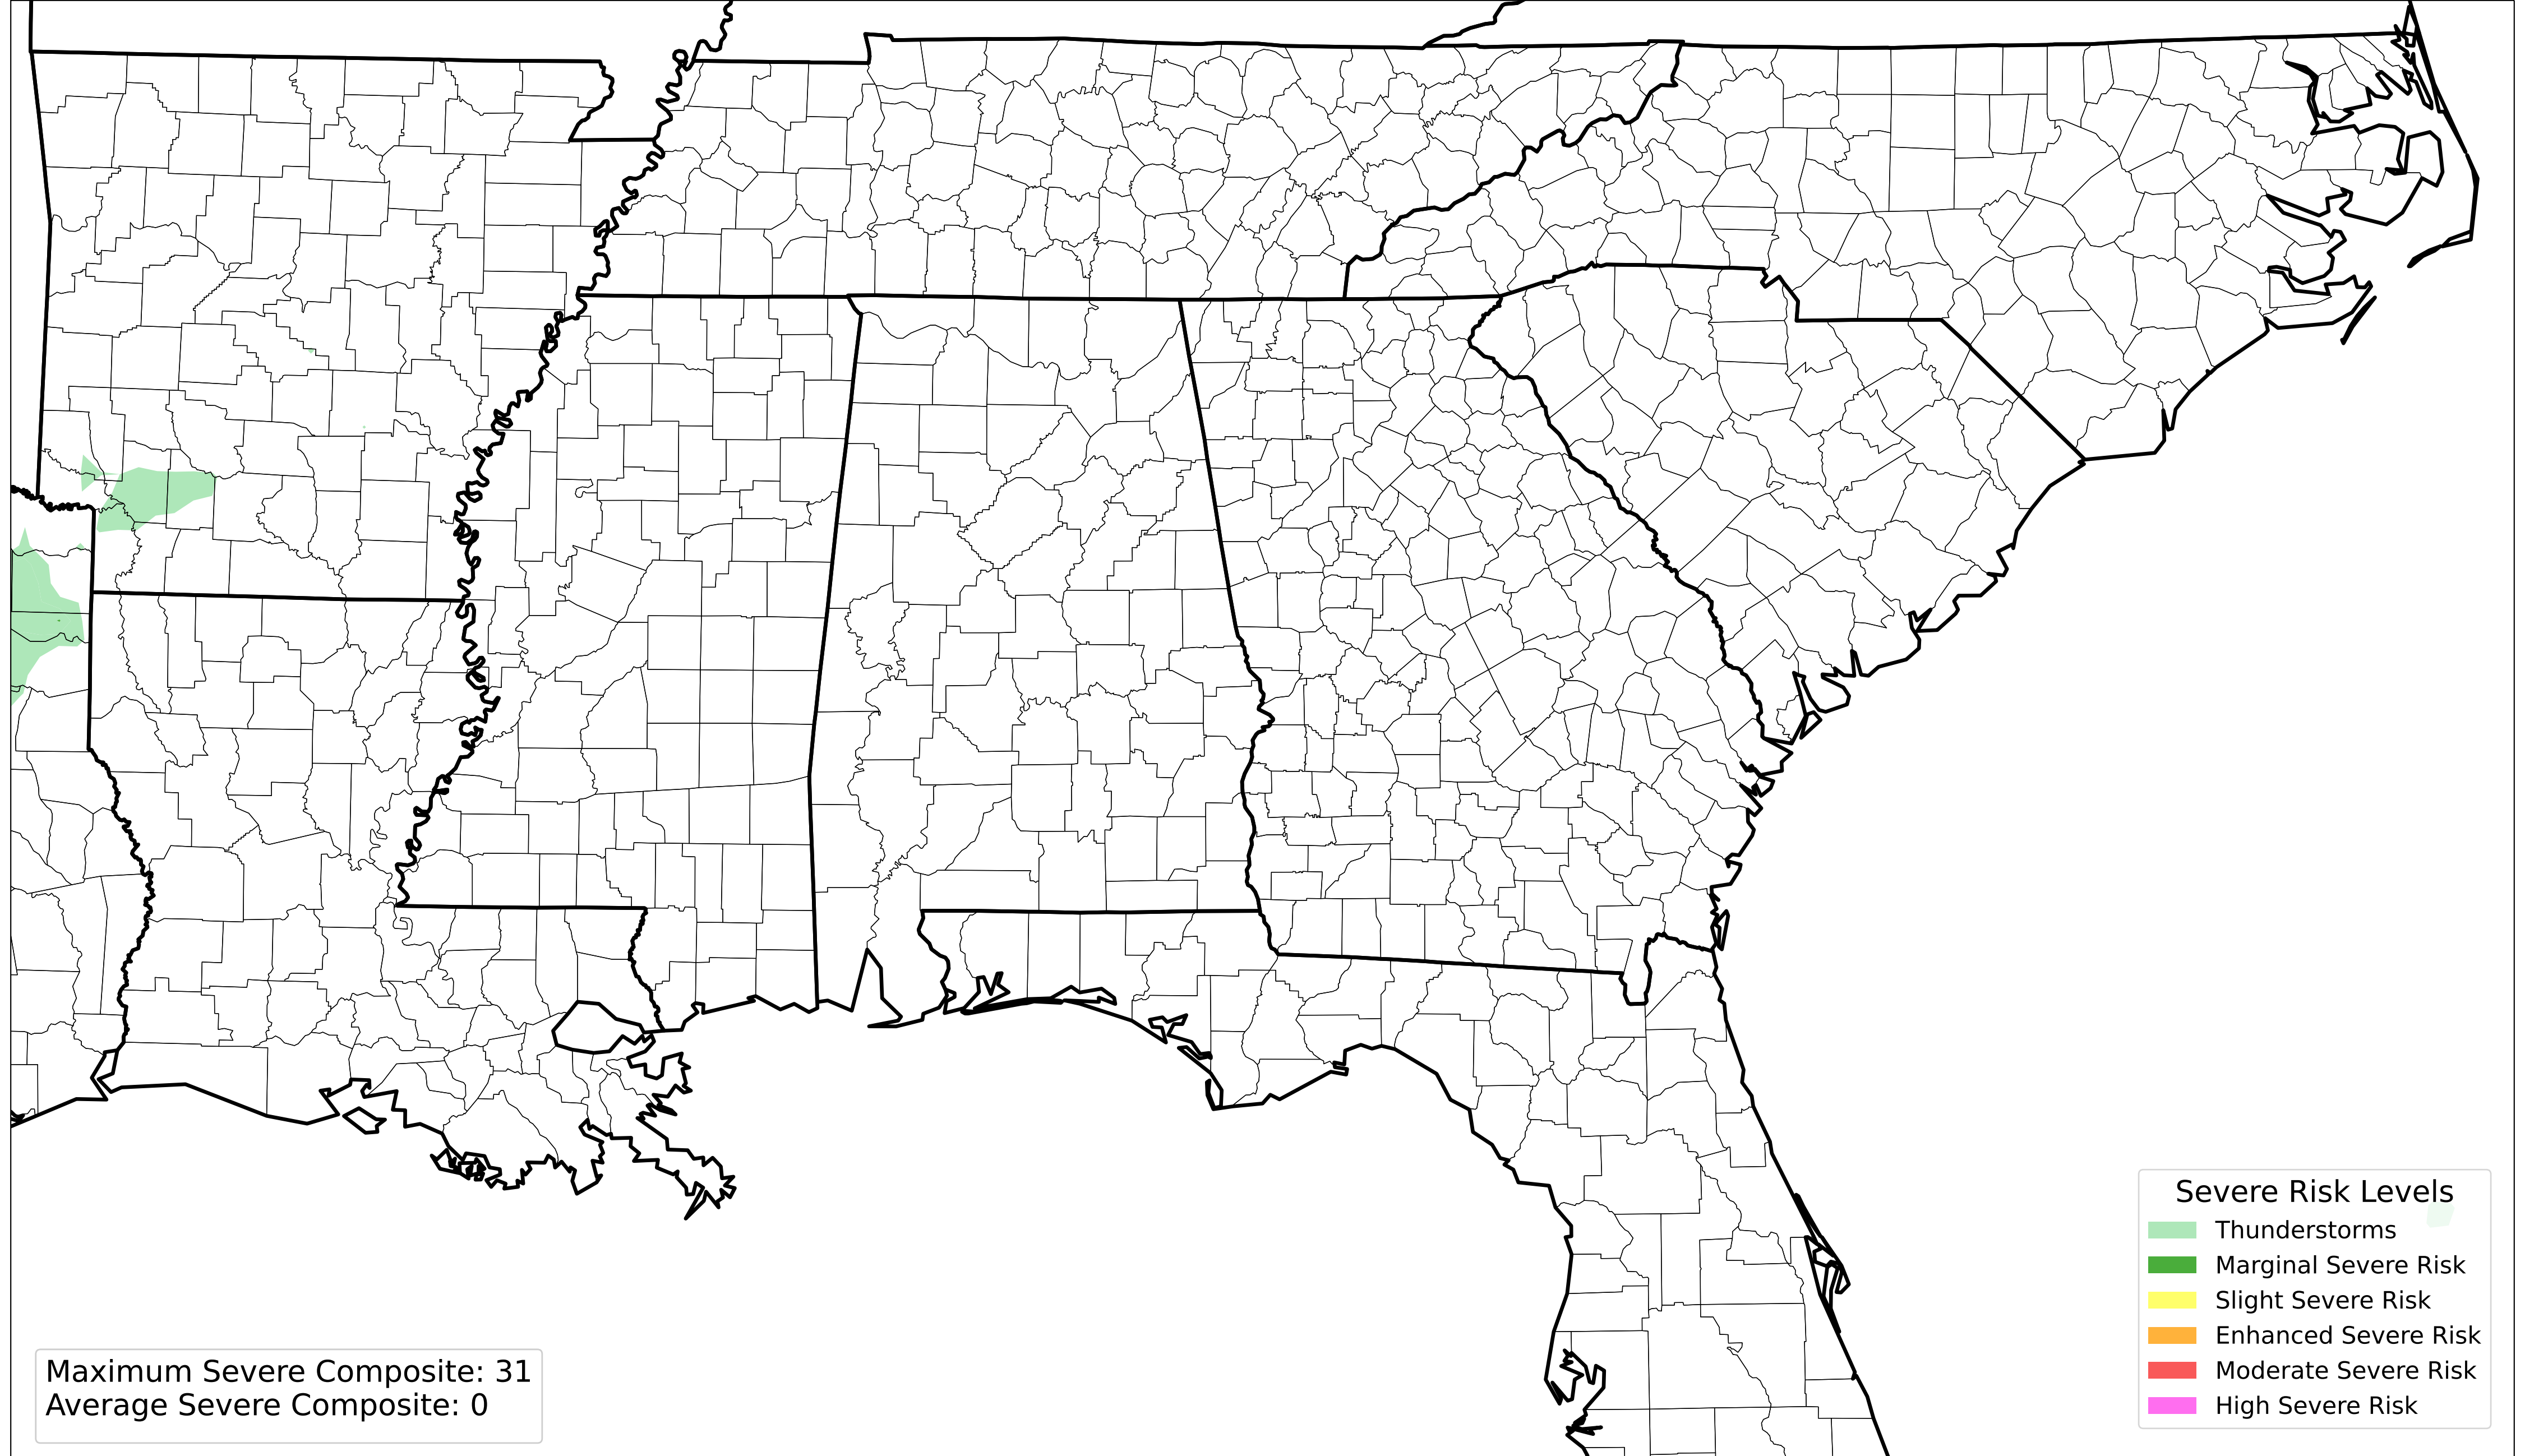 Severe Risk Levels
Thunderstorms
Marginal Severe Risk
Slight Severe Risk
Enhanced Severe Risk
Moderate Severe Risk
High Severe Risk
Maximum Severe Composite: 31
Average Severe Composite: 0